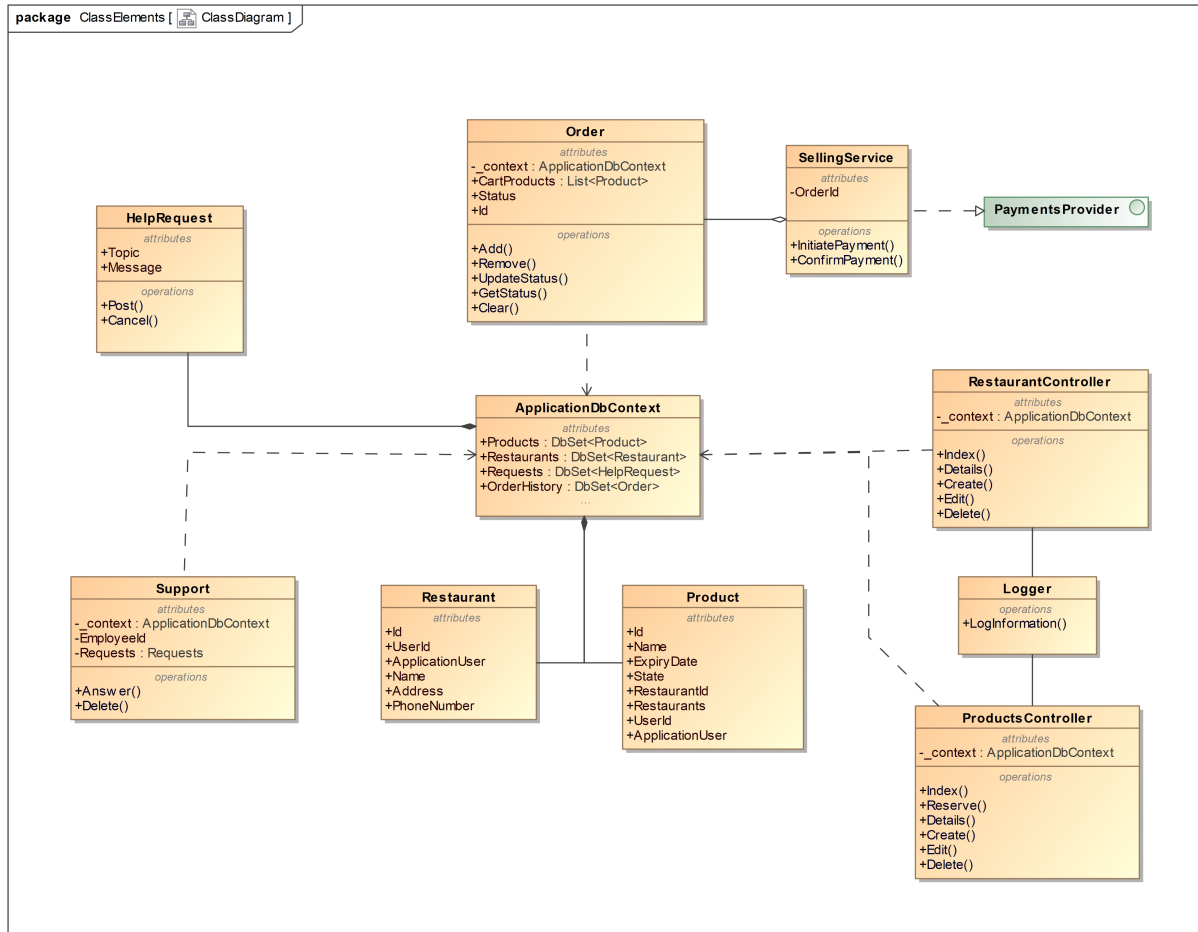 package ClassElements [ ClassDiagram ]
Order
attributes
-_context : ApplicationDbContext
+CartProducts : List<Product>
+Status
+Id
operations
+Add()
+Remove()
+UpdateStatus()
+GetStatus()
+Clear()
SellingService
attributes
-OrderId
operations
+InitiatePayment()
+ConfirmPayment()
PaymentsProvider
HelpRequest
attributes
+Topic
+Message
operations
+Post()
+Cancel()
ApplicationDbContext
attributes
+Products : DbSet<Product>
+Restaurants : DbSet<Restaurant>
+Requests : DbSet<HelpRequest>
+OrderHistory : DbSet<Order>
...
RestaurantController
attributes
-_context : ApplicationDbContext
operations
+Index()
+Details()
+Create()
+Edit()
+Delete()
Support
attributes
-_context : ApplicationDbContext
-EmployeeId
-Requests : Requests
operations
+Answer()
+Delete()
Restaurant
attributes
+Id
+UserId
+ApplicationUser
+Name
+Address
+PhoneNumber
Product
attributes
+Id
+Name
+ExpiryDate
+State
+RestaurantId
+Restaurants
+UserId
+ApplicationUser
Logger
operations
+LogInformation()
ProductsController
attributes
-_context : ApplicationDbContext
operations
+Index()
+Reserve()
+Details()
+Create()
+Edit()
+Delete()